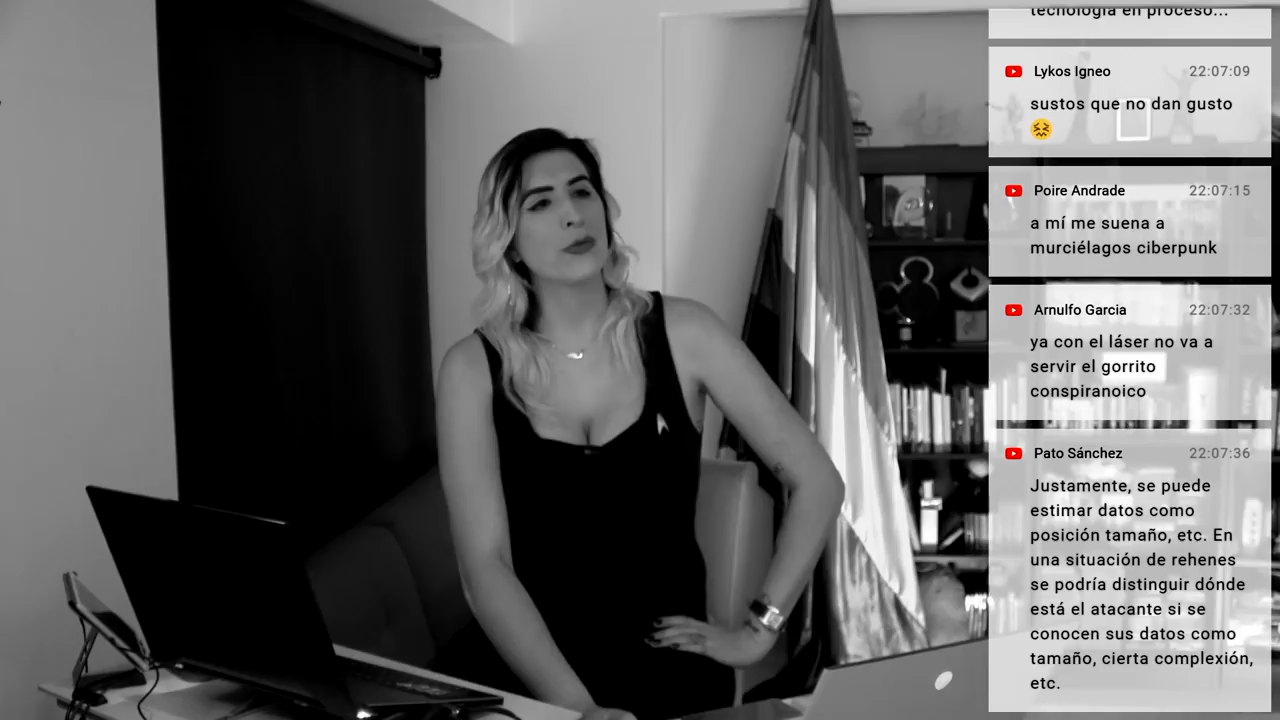 tecnología en proceso...
Lykos Igneo 22:07:09
sustos que no dan gusto
😖
Poire Andrade 22:07:15
a mí me suena a
murciélagos ciberpunk
Arnulfo Garcia 22:07:32
ya con el láser no va a
servir el gorrito
conspiranoico
Pato Sánchez 22:07:36
Justamente, se puede
estimar datos como
posición tamaño, etc. En
una situación de rehenes
se podría distinguir dónde
está el atacante si se
conocen sus datos como
tamaño, cierta complexión,
etc.